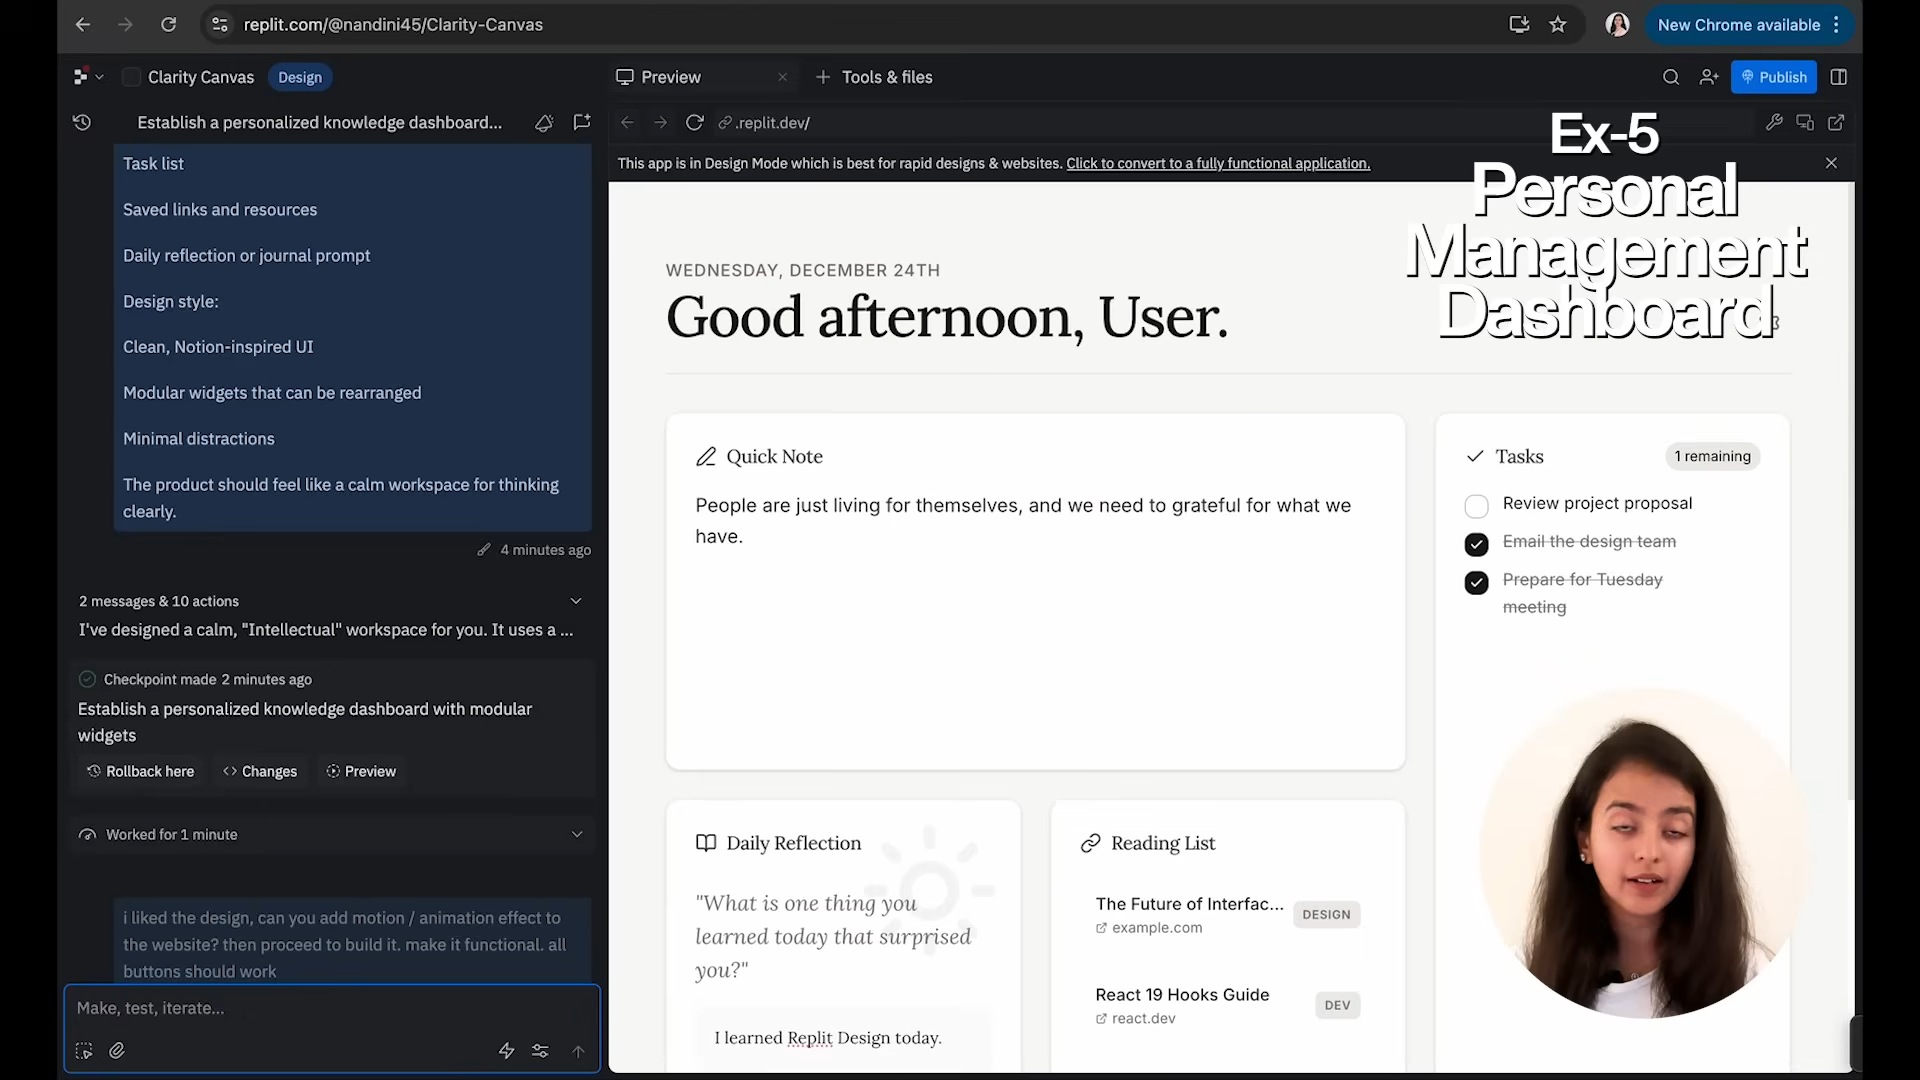 replit.com/@nandini45/Clarity-Canvas
New Chrome available
Clarity Canvas
Design
Preview
Tools & files
Publish
Establish a personalized knowledge dashboard...
.replit.dev/
This app is in Design Mode which is best for rapid designs & websites. Click to convert to a fully functional application.
Ex-5
Personal
Management
Dashboard
Task list
Saved links and resources
Daily reflection or journal prompt
Design style:
Clean, Notion-inspired UI
Modular widgets that can be rearranged
Minimal distractions
The product should feel like a calm workspace for thinking
clearly.
4 minutes ago
2 messages & 10 actions
I've designed a calm, "Intellectual" workspace for you. It uses a ...
Checkpoint made 2 minutes ago
Establish a personalized knowledge dashboard with modular
widgets
Rollback here
Changes
Preview
Worked for 1 minute
i liked the design, can you add motion / animation effect to
the website? then proceed to build it. make it functional. all
buttons should work
Make, test, iterate...
WEDNESDAY, DECEMBER 24TH
Good afternoon, User.
Quick Note
People are just living for themselves, and we need to grateful for what we
have.
Tasks
1 remaining
Review project proposal
Email the design team
Prepare for Tuesday
meeting
Daily Reflection
"What is one thing you
learned today that surprised
you?"
I learned Replit Design today.
Reading List
The Future of Interfac...
DESIGN
example.com
React 19 Hooks Guide
DEV
react.dev